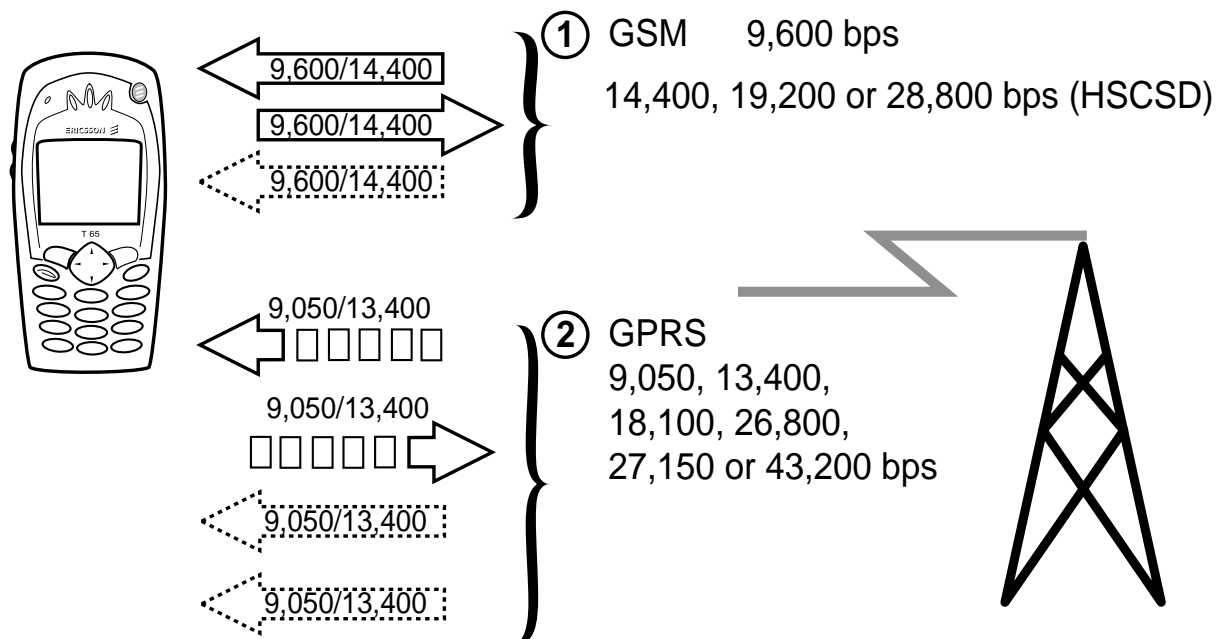 1 GSM 9,600 bps
14,400, 19,200 or 28,800 bps (HSCSD)
9,600/14,400
9,600/14,400
9,600/14,400
ERICSSON
T 65
9,050/13,400
9,050/13,400
9,050/13,400
9,050/13,400
2 GPRS
9,050, 13,400,
18,100, 26,800,
27,150 or 43,200 bps